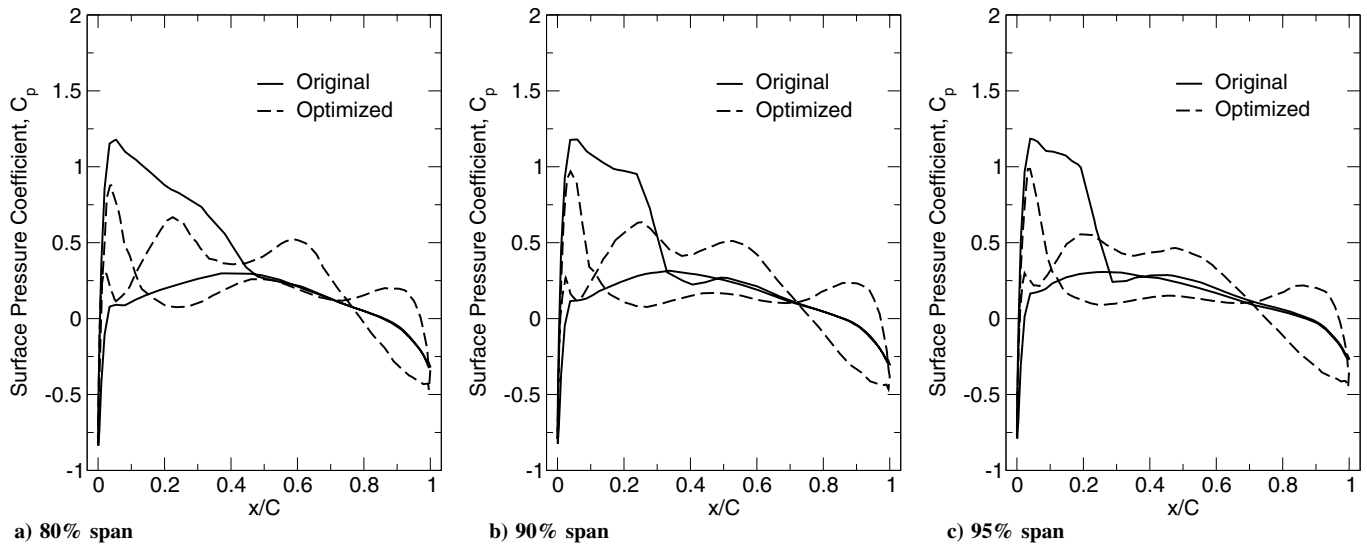 2
1.5
1
0.5
0
-0.5
-1
Surface Pressure Coefficient, Cp
Original
Optimized
0 0.2 0.4 0.6 0.8 1
x/C
a) 80% span
2
1.5
1
0.5
0
-0.5
-1
Surface Pressure Coefficient, Cp
Original
Optimized
0 0.2 0.4 0.6 0.8 1
x/C
b) 90% span
2
1.5
1
0.5
0
-0.5
-1
Surface Pressure Coefficient, Cp
Original
Optimized
0 0.2 0.4 0.6 0.8 1
x/C
c) 95% span